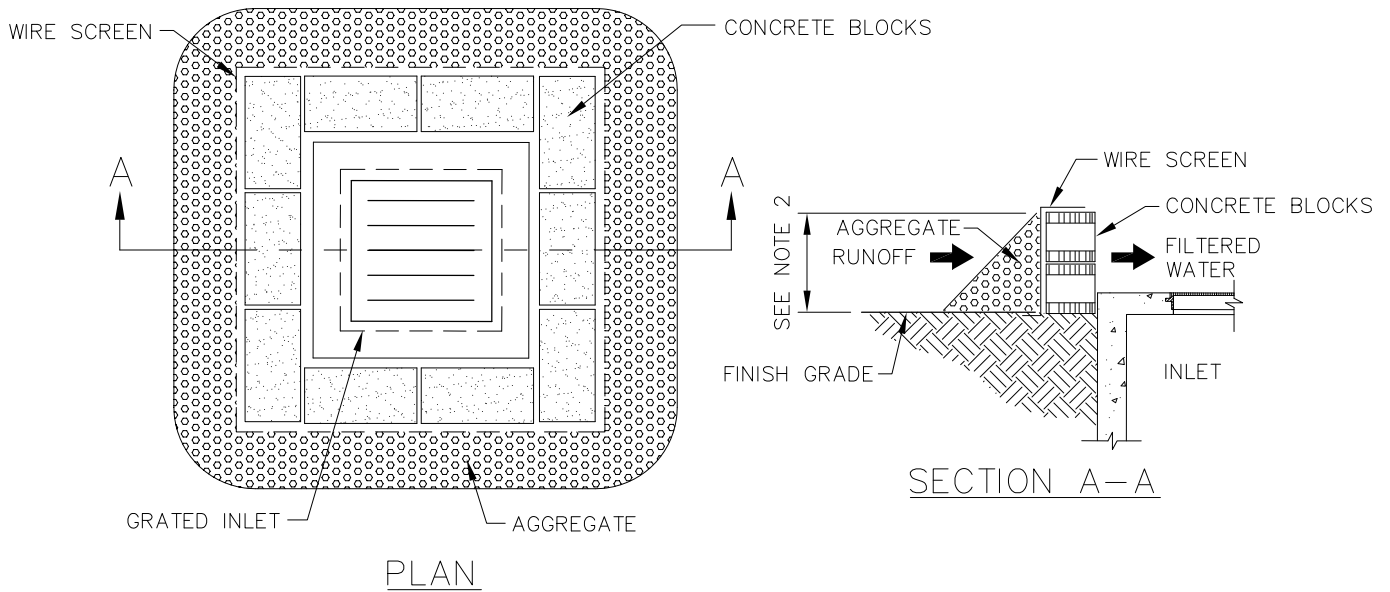 WIRE SCREEN
CONCRETE BLOCKS
A
A
GRATED INLET
AGGREGATE
PLAN
WIRE SCREEN
CONCRETE BLOCKS
SEE NOTE 2
AGGREGATE
RUNOFF
FILTERED
WATER
FINISH GRADE
INLET
SECTION A-A